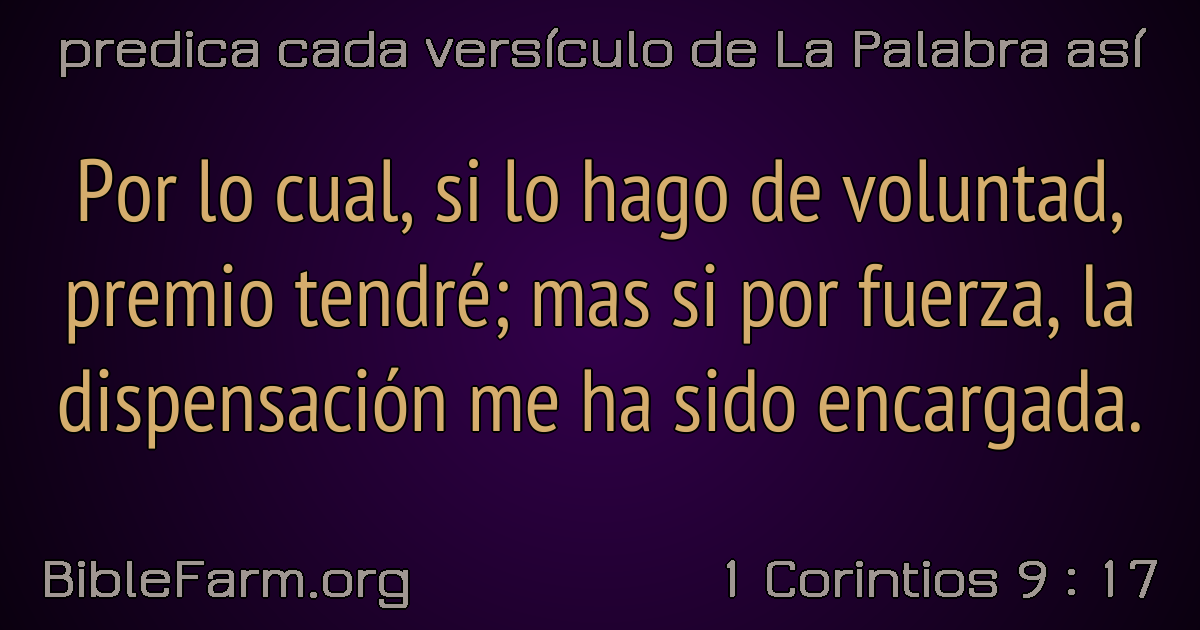 predica cada versículo de La Palabra así
Por lo cual, si lo hago de voluntad,
premio tendré; mas si por fuerza, la
dispensación me ha sido encargada.
BibleFarm.org
1 Corintios 9 : 17